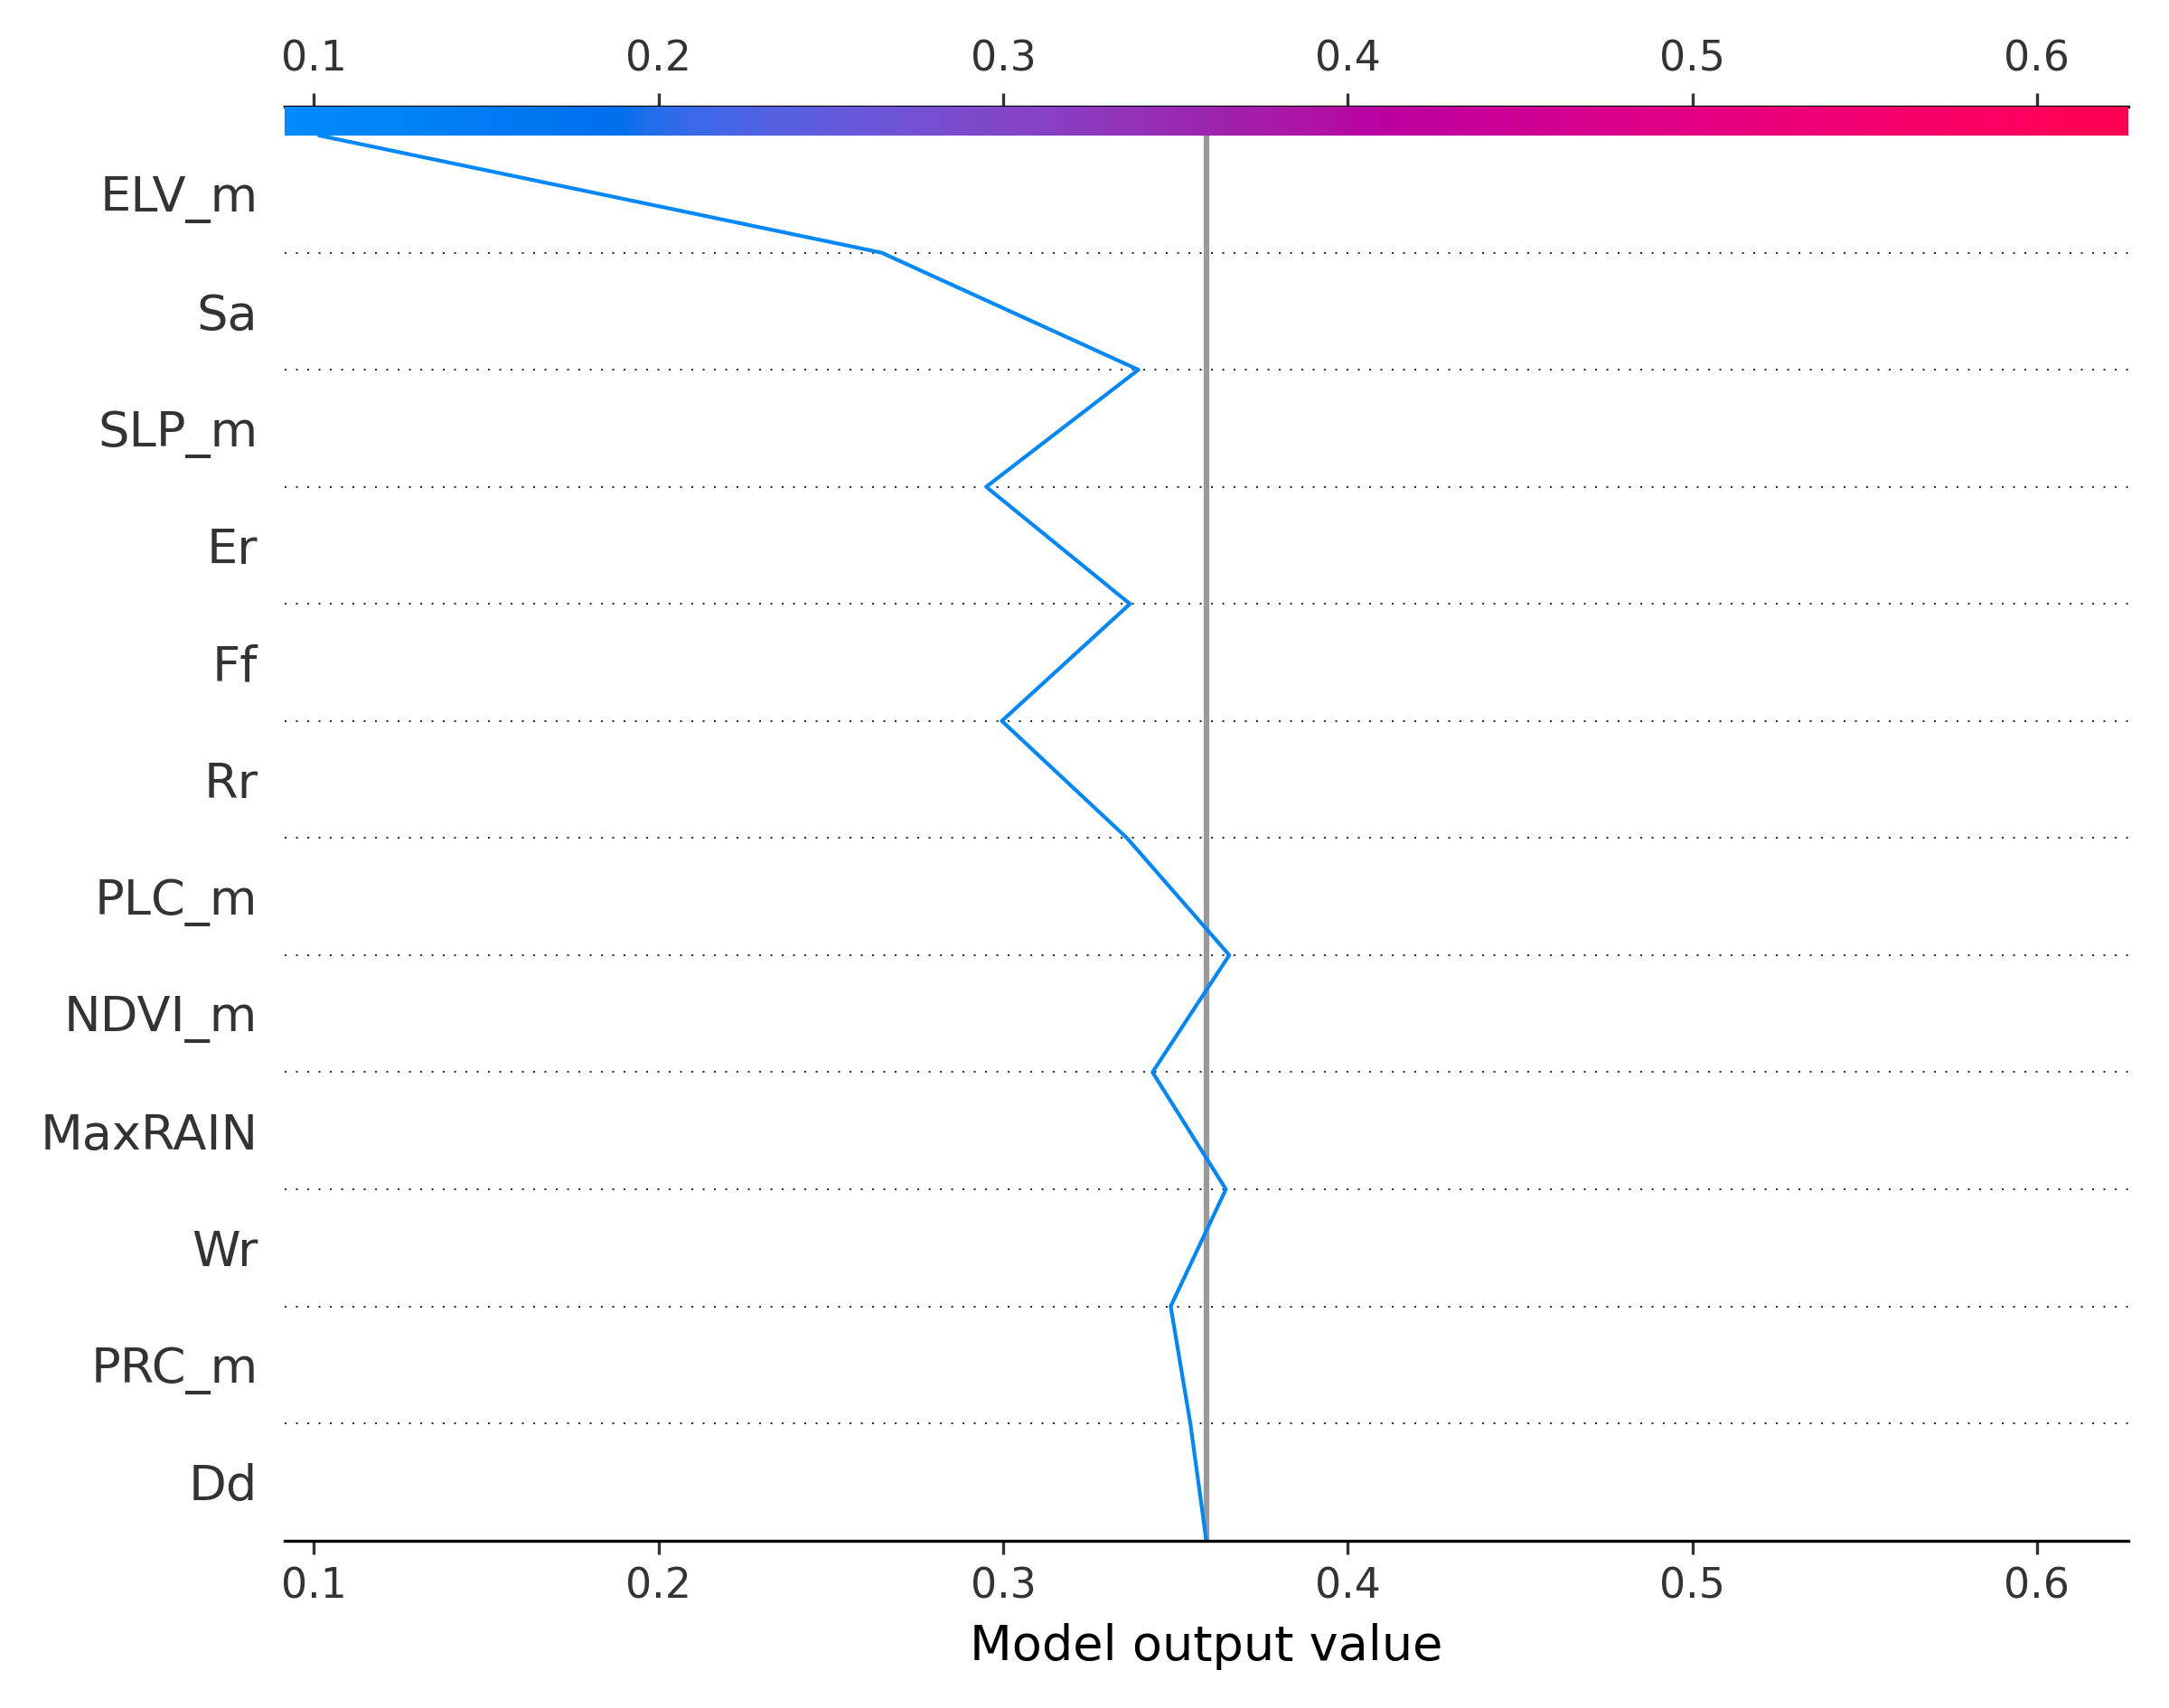 0.1 0.2 0.3 0.4 0.5 0.6
ELV_m
Sa
SLP_m
Er
Ff
Rr
PLC_m
NDVI_m
MaxRAIN
Wr
PRC_m
Dd
0.1 0.2 0.3 0.4 0.5 0.6
Model output value